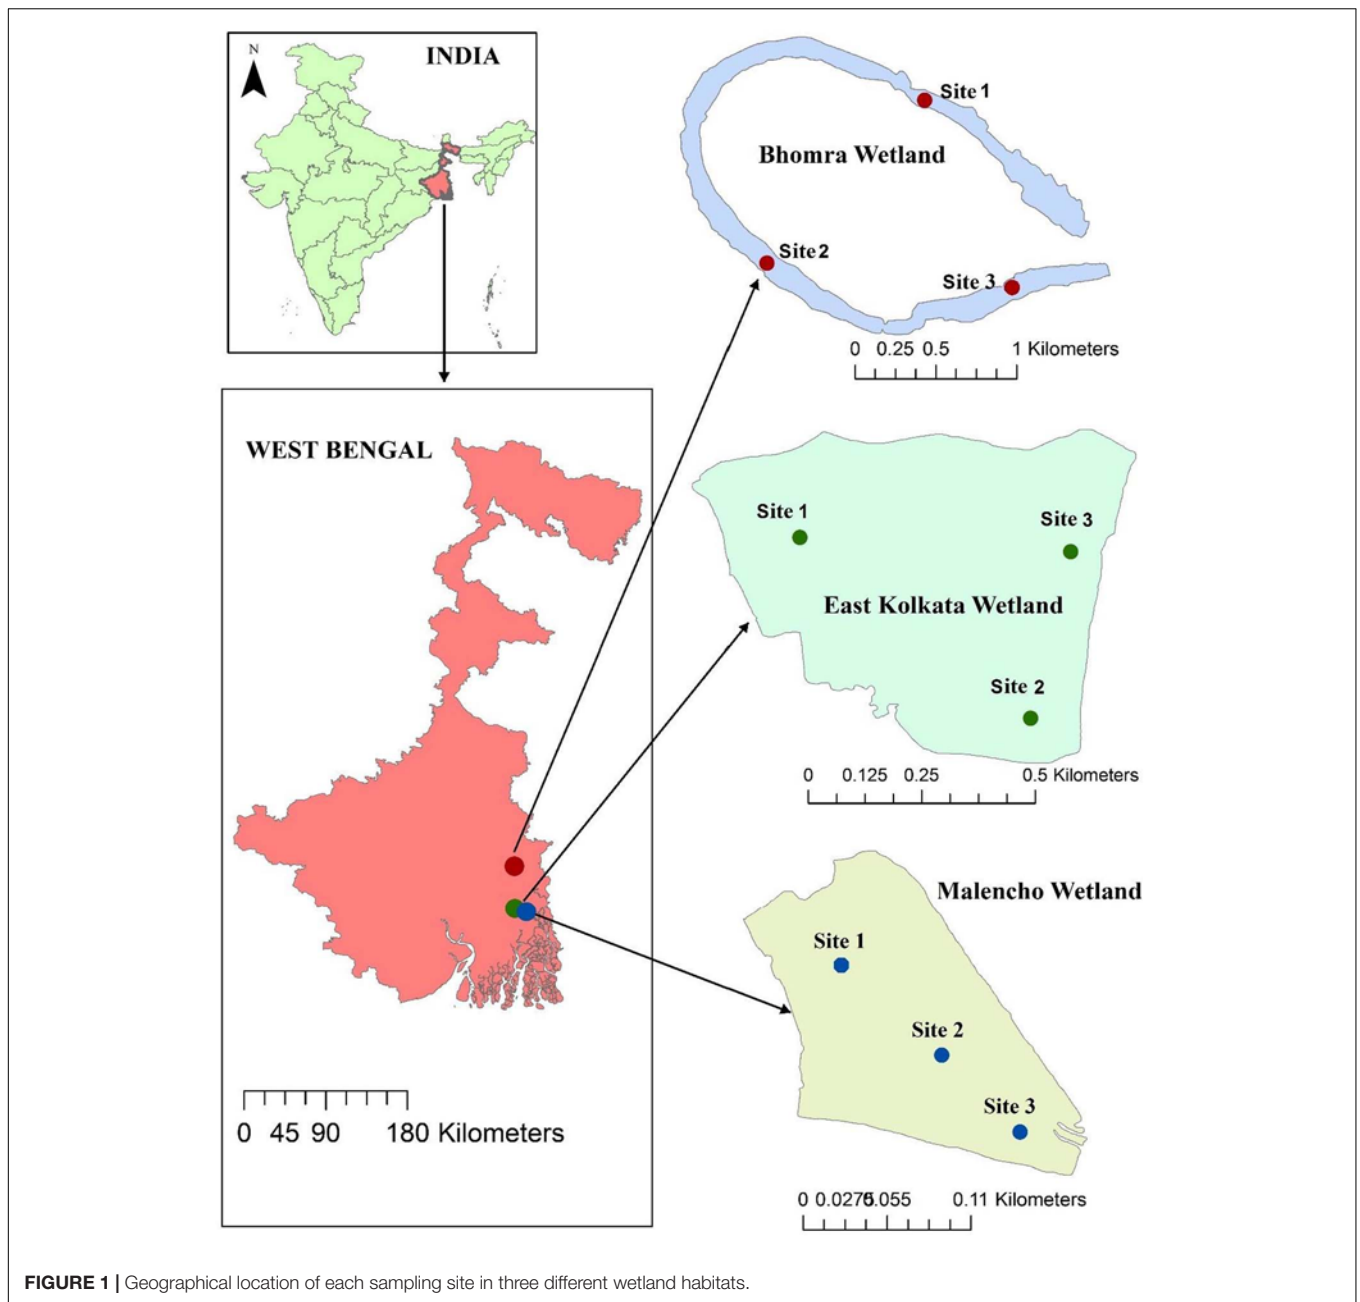 N
INDIA
Site 1
Bhomra Wetland
Site 2
Site 3
0 0.25 0.5 1 Kilometers
WEST BENGAL
Site 1
Site 3
East Kolkata Wetland
Site 2
0 0.125 0.25 0.5 Kilometers
Malencho Wetland
Site 1
Site 2
Site 3
0 45 90 180 Kilometers
0 0.0275 0.055 0.11 Kilometers
FIGURE 1 | Geographical location of each sampling site in three different wetland habitats.